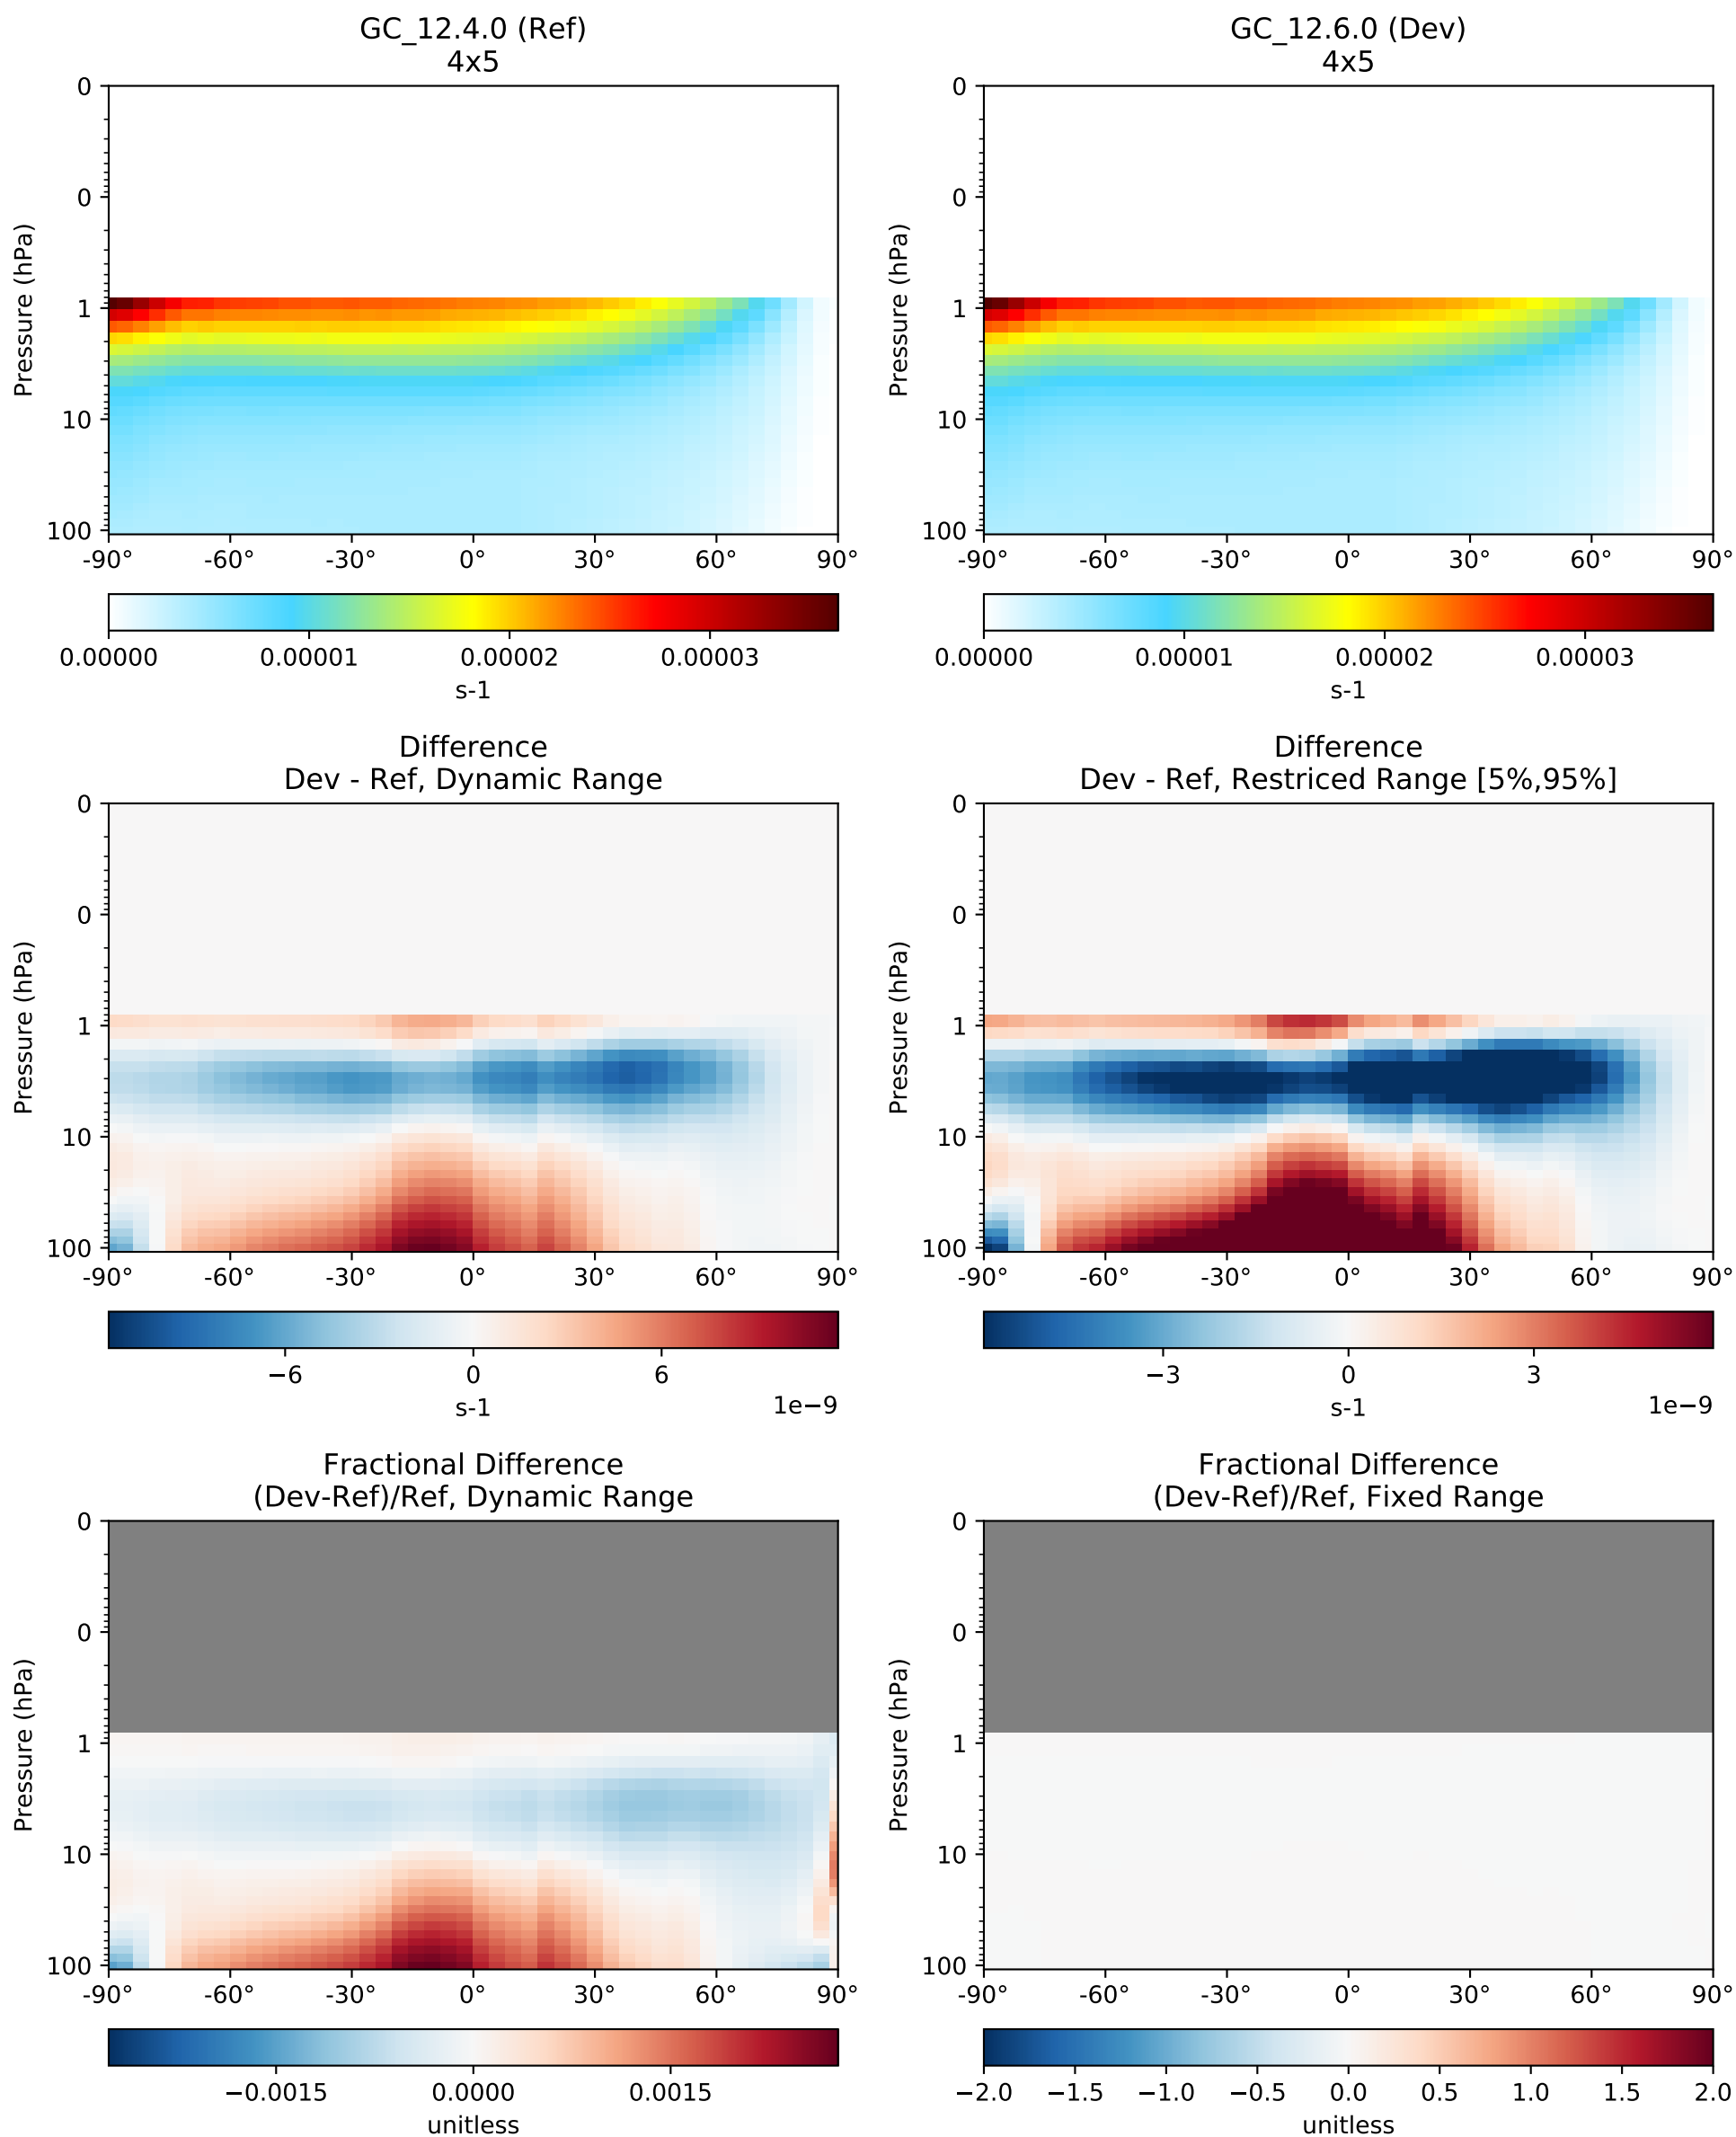 GC_12.4.0 (Ref)
4x5
Pressure (hPa)
0
0
1
10
100
-90° -60° -30° 0° 30° 60° 90°
0.00000 0.00001 0.00002 0.00003
s-1
GC_12.6.0 (Dev)
4x5
Pressure (hPa)
0
0
1
10
100
-90° -60° -30° 0° 30° 60° 90°
0.00000 0.00001 0.00002 0.00003
s-1
Difference
Dev - Ref, Dynamic Range
Pressure (hPa)
0
0
1
10
100
-90° -60° -30° 0° 30° 60° 90°
−6 0 6
s-1 1e−9
Difference
Dev - Ref, Restriced Range [5%,95%]
Pressure (hPa)
0
0
1
10
100
-90° -60° -30° 0° 30° 60° 90°
−3 0 3
s-1 1e−9
Fractional Difference
(Dev-Ref)/Ref, Dynamic Range
Pressure (hPa)
0
0
1
10
100
-90° -60° -30° 0° 30° 60° 90°
−0.0015 0.0000 0.0015
unitless
Fractional Difference
(Dev-Ref)/Ref, Fixed Range
Pressure (hPa)
0
0
1
10
100
-90° -60° -30° 0° 30° 60° 90°
−2.0 −1.5 −1.0 −0.5 0.0 0.5 1.0 1.5 2.0
unitless